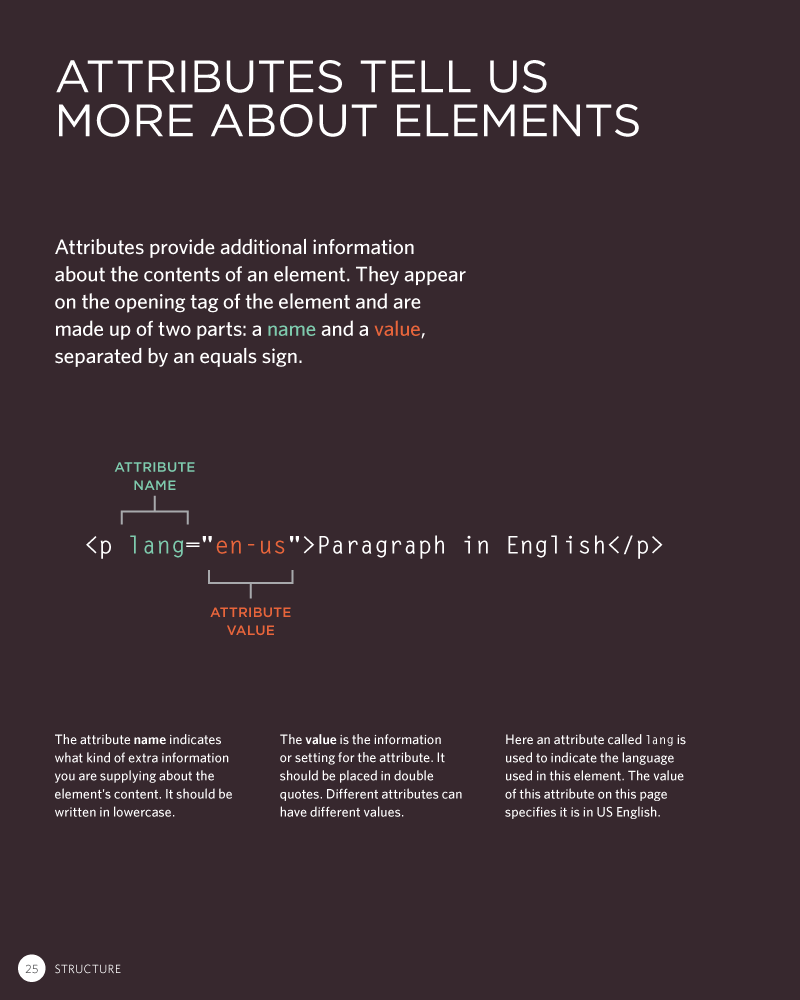 ATTRIBUTES TELL US
MORE ABOUT ELEMENTS
Attributes provide additional information
about the contents of an element. They appear
on the opening tag of the element and are
made up of two parts: a name and a value,
separated by an equals sign.
ATTRIBUTE
NAME
<p lang="en-us">Paragraph in English</p>
ATTRIBUTE
VALUE
The attribute name indicates
what kind of extra information
you are supplying about the
element's content. It should be
written in lowercase.
The value is the information
or setting for the attribute. It
should be placed in double
quotes. Different attributes can
have different values.
Here an attribute called lang is
used to indicate the language
used in this element. The value
of this attribute on this page
specifies it is in US English.
25 STRUCTURE